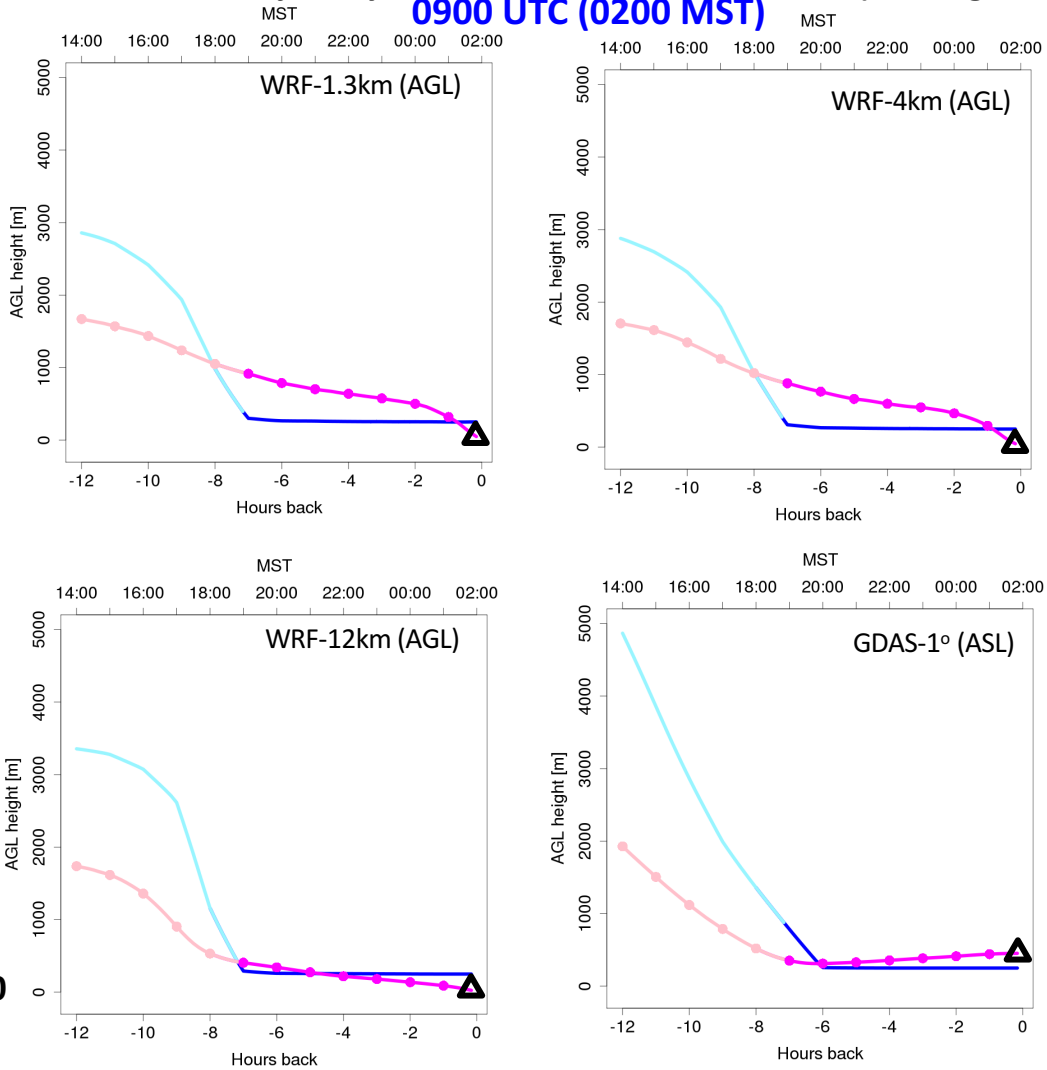 0900 UTC (0200 MST)
MST
14:00 16:00 18:00 20:00 22:00 00:00 02:00
WRF-1.3km (AGL)
AGL height [m]
5000
4000
3000
2000
1000
0
-12 -10 -8 -6 -4 -2 0
Hours back
MST
14:00 16:00 18:00 20:00 22:00 00:00 02:00
WRF-4km (AGL)
AGL height [m]
5000
4000
3000
2000
1000
0
-12 -10 -8 -6 -4 -2 0
Hours back
MST
14:00 16:00 18:00 20:00 22:00 00:00 02:00
WRF-12km (AGL)
AGL height [m]
5000
4000
3000
2000
1000
0
-12 -10 -8 -6 -4 -2 0
Hours back
MST
14:00 16:00 18:00 20:00 22:00 00:00 02:00
GDAS-1º (ASL)
AGL height [m]
5000
4000
3000
2000
1000
0
-12 -10 -8 -6 -4 -2 0
Hours back